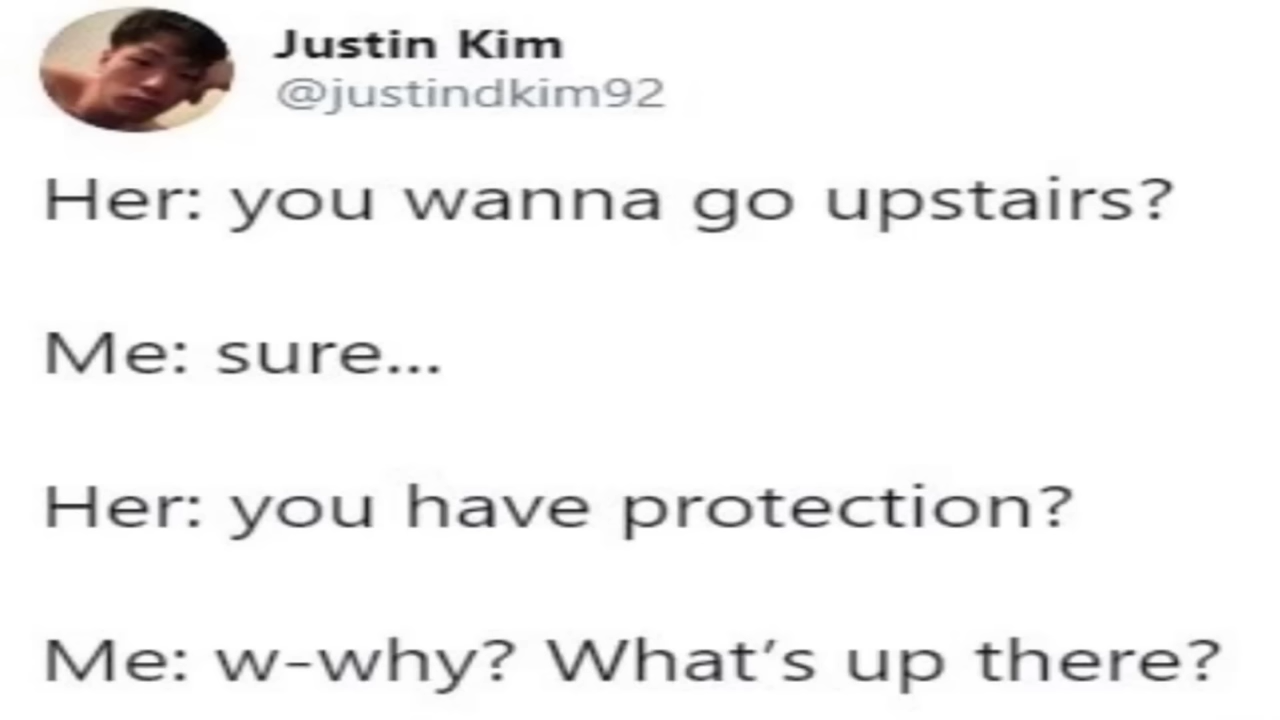 Justin Kim
@justindkim92
Her: you wanna go upstairs?
Me: sure...
Her: you have protection?
Me: w-why? What's up there?